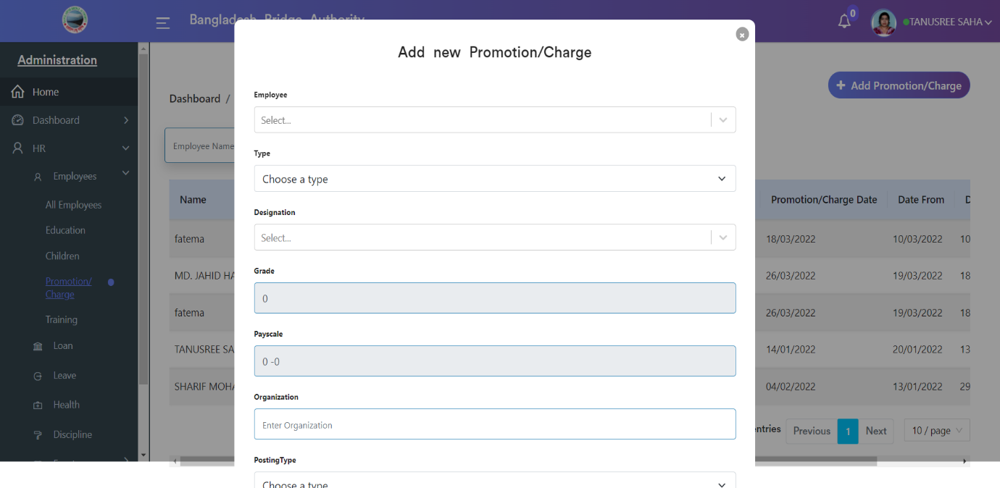 Bangladesh Bridge Authority
0
TANUSREE SAHA
Administration
Home
Dashboard
HR
Employees
All Employees
Education
Children
Promotion/
Charge
Training
Loan
Leave
Health
Discipline
Dashboard /
Add Promotion/Charge
Employee Name
Name
Promotion/Charge Date
Date From
D
fatema
18/03/2022
10/03/2022
10
MD. JAHID HA
26/03/2022
19/03/2022
18
fatema
26/03/2022
19/03/2022
18
TANUSREE SA
14/01/2022
20/01/2022
13
SHARIF MOHA
04/02/2022
13/01/2022
29
entries
Previous
1
Next
10 / page
Add new Promotion/Charge
Employee
Select...
Type
Choose a type
Designation
Select...
Grade
0
Payscale
0 -0
Organization
Enter Organization
PostingType
Choose a type